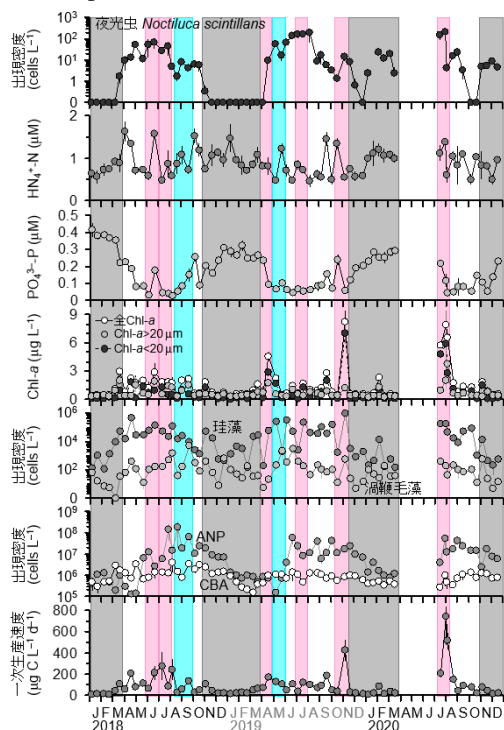 夜光虫 Noctiluca scintillans
出現密度
(cells L⁻¹)
10³
10²
10¹
1
0
HN₄⁺-N (μM)
2
1
0
PO₄³⁻-P (μM)
0.5
0.4
0.3
0.2
0.1
0
Chl-a (μg L⁻¹)
9
6
3
0
全Chl-a
Chl-a>20 μm
Chl-a<20 μm
出現密度
(cells L⁻¹)
10⁶
10⁴
10²
0
珪藻
渦鞭毛藻
出現密度
(cells L⁻¹)
10⁹
10⁸
10⁷
10⁶
10⁵
ANP
CBA
一次生産速度
(μg C L⁻¹ d⁻¹)
800
600
400
200
0
JFMAMJJASOND JFMAMJJASOND JFMAMJJASOND
2018 2019 2020